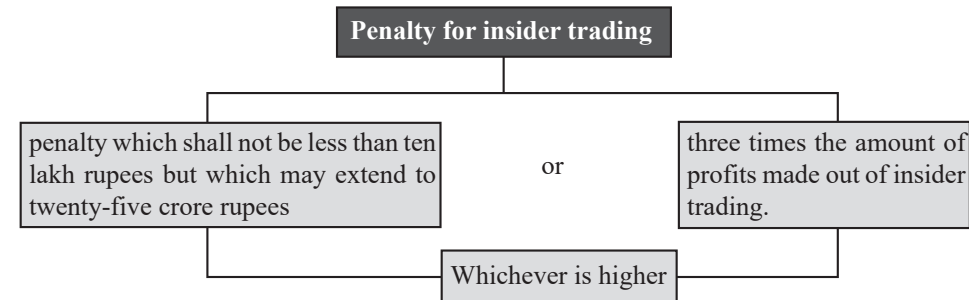 Penalty for insider trading
penalty which shall not be less than ten
lakh rupees but which may extend to
twenty-five crore rupees
or
three times the amount of
profits made out of insider
trading.
Whichever is higher